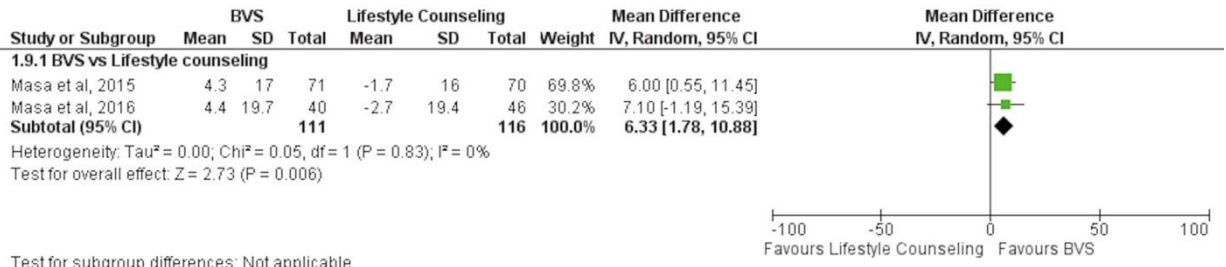 BVS Lifestyle Counseling Mean Difference Mean Difference
Study or Subgroup Mean SD Total Mean SD Total Weight IV, Random, 95% CI IV, Random, 95% CI
1.9.1 BVS vs Lifestyle counseling
Masa et al, 2015 4.3 17 71 -1.7 16 70 69.8% 6.00 [0.55, 11.45]
Masa et al, 2016 4.4 19.7 40 -2.7 19.4 46 30.2% 7.10 [-1.19, 15.39]
Subtotal (95% CI) 111 116 100.0% 6.33 [1.78, 10.88]
Heterogeneity: Tau² = 0.00; Chi² = 0.05, df = 1 (P = 0.83); I² = 0%
Test for overall effect: Z = 2.73 (P = 0.006)
-100 -50 0 50 100
Favours Lifestyle Counseling Favours BVS
Test for subgroup differences: Not applicable